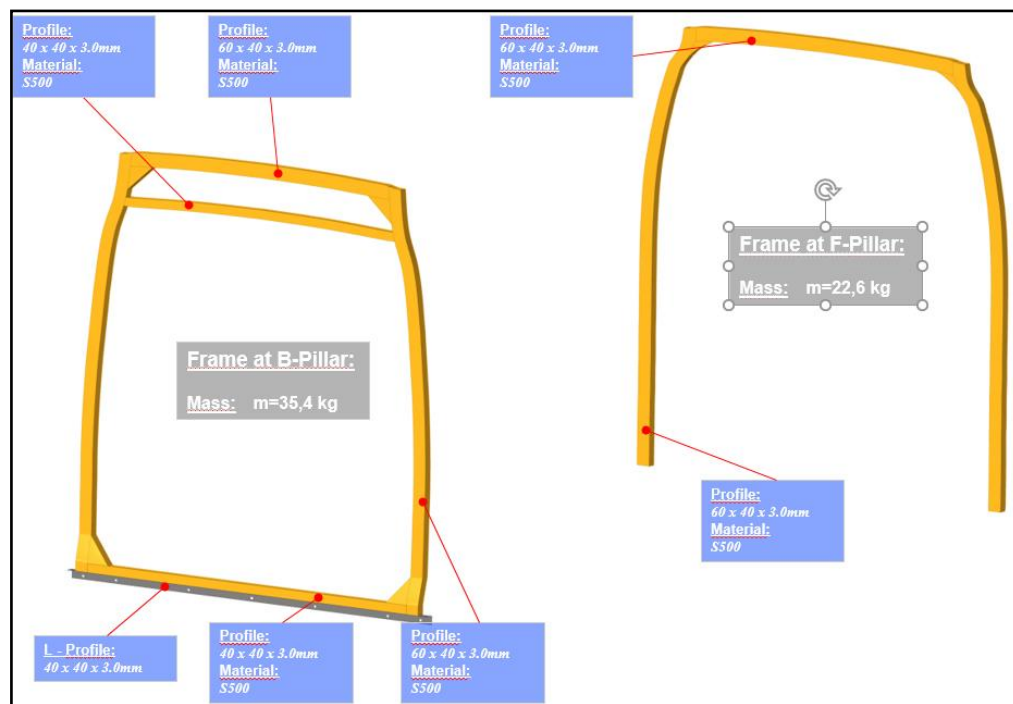 Profile:
40 x 40 x 3.0mm
Material:
S500
Profile:
60 x 40 x 3.0mm
Material:
S500
Profile:
60 x 40 x 3.0mm
Material:
S500
Frame at F-Pillar:
Mass: m=22,6 kg
Frame at B-Pillar:
Mass: m=35,4 kg
Profile:
60 x 40 x 3.0mm
Material:
S500
L - Profile:
40 x 40 x 3.0mm
Profile:
40 x 40 x 3.0mm
Material:
S500
Profile:
60 x 40 x 3.0mm
Material:
S500